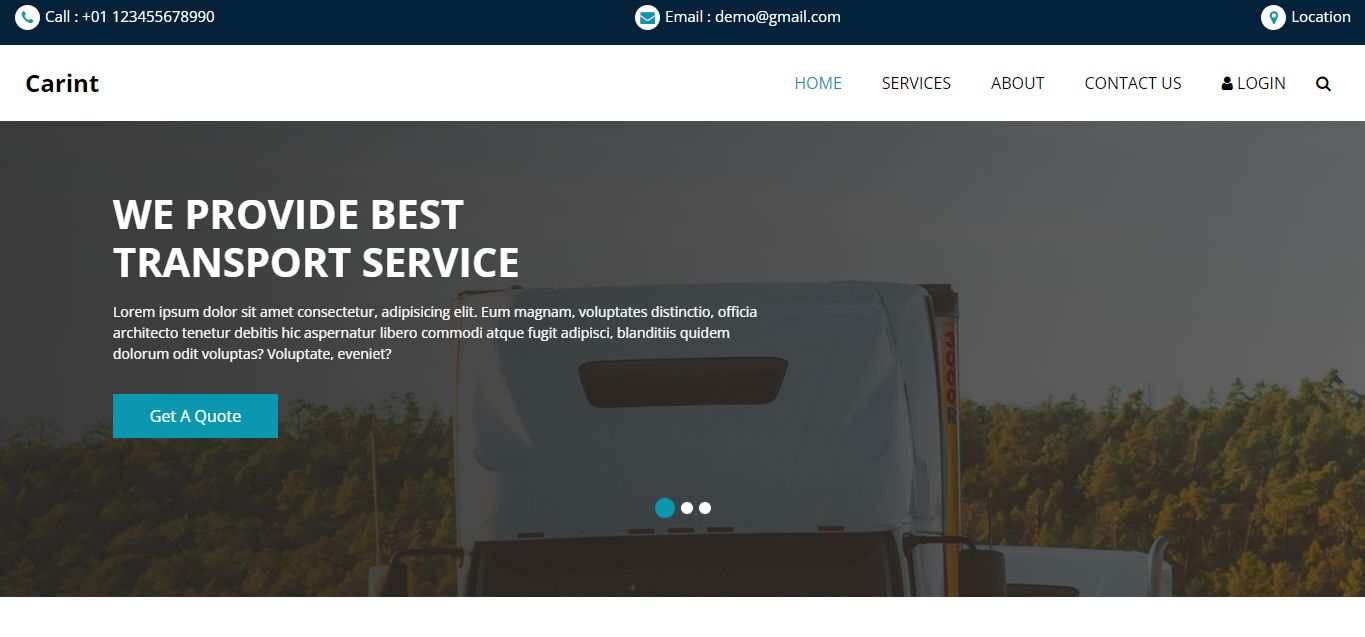 Call : +01 123455678990
Email : demo@gmail.com
Location
Carint
HOME
SERVICES
ABOUT
CONTACT US
LOGIN
WE PROVIDE BEST
TRANSPORT SERVICE
Lorem ipsum dolor sit amet consectetur, adipisicing elit. Eum magnam, voluptates distinctio, officia
architecto tenetur debitis hic aspernatur libero commodi atque fugit adipisci, blanditiis quidem
dolorum odit voluptas? Voluptate, eveniet?
3000R
Get A Quote